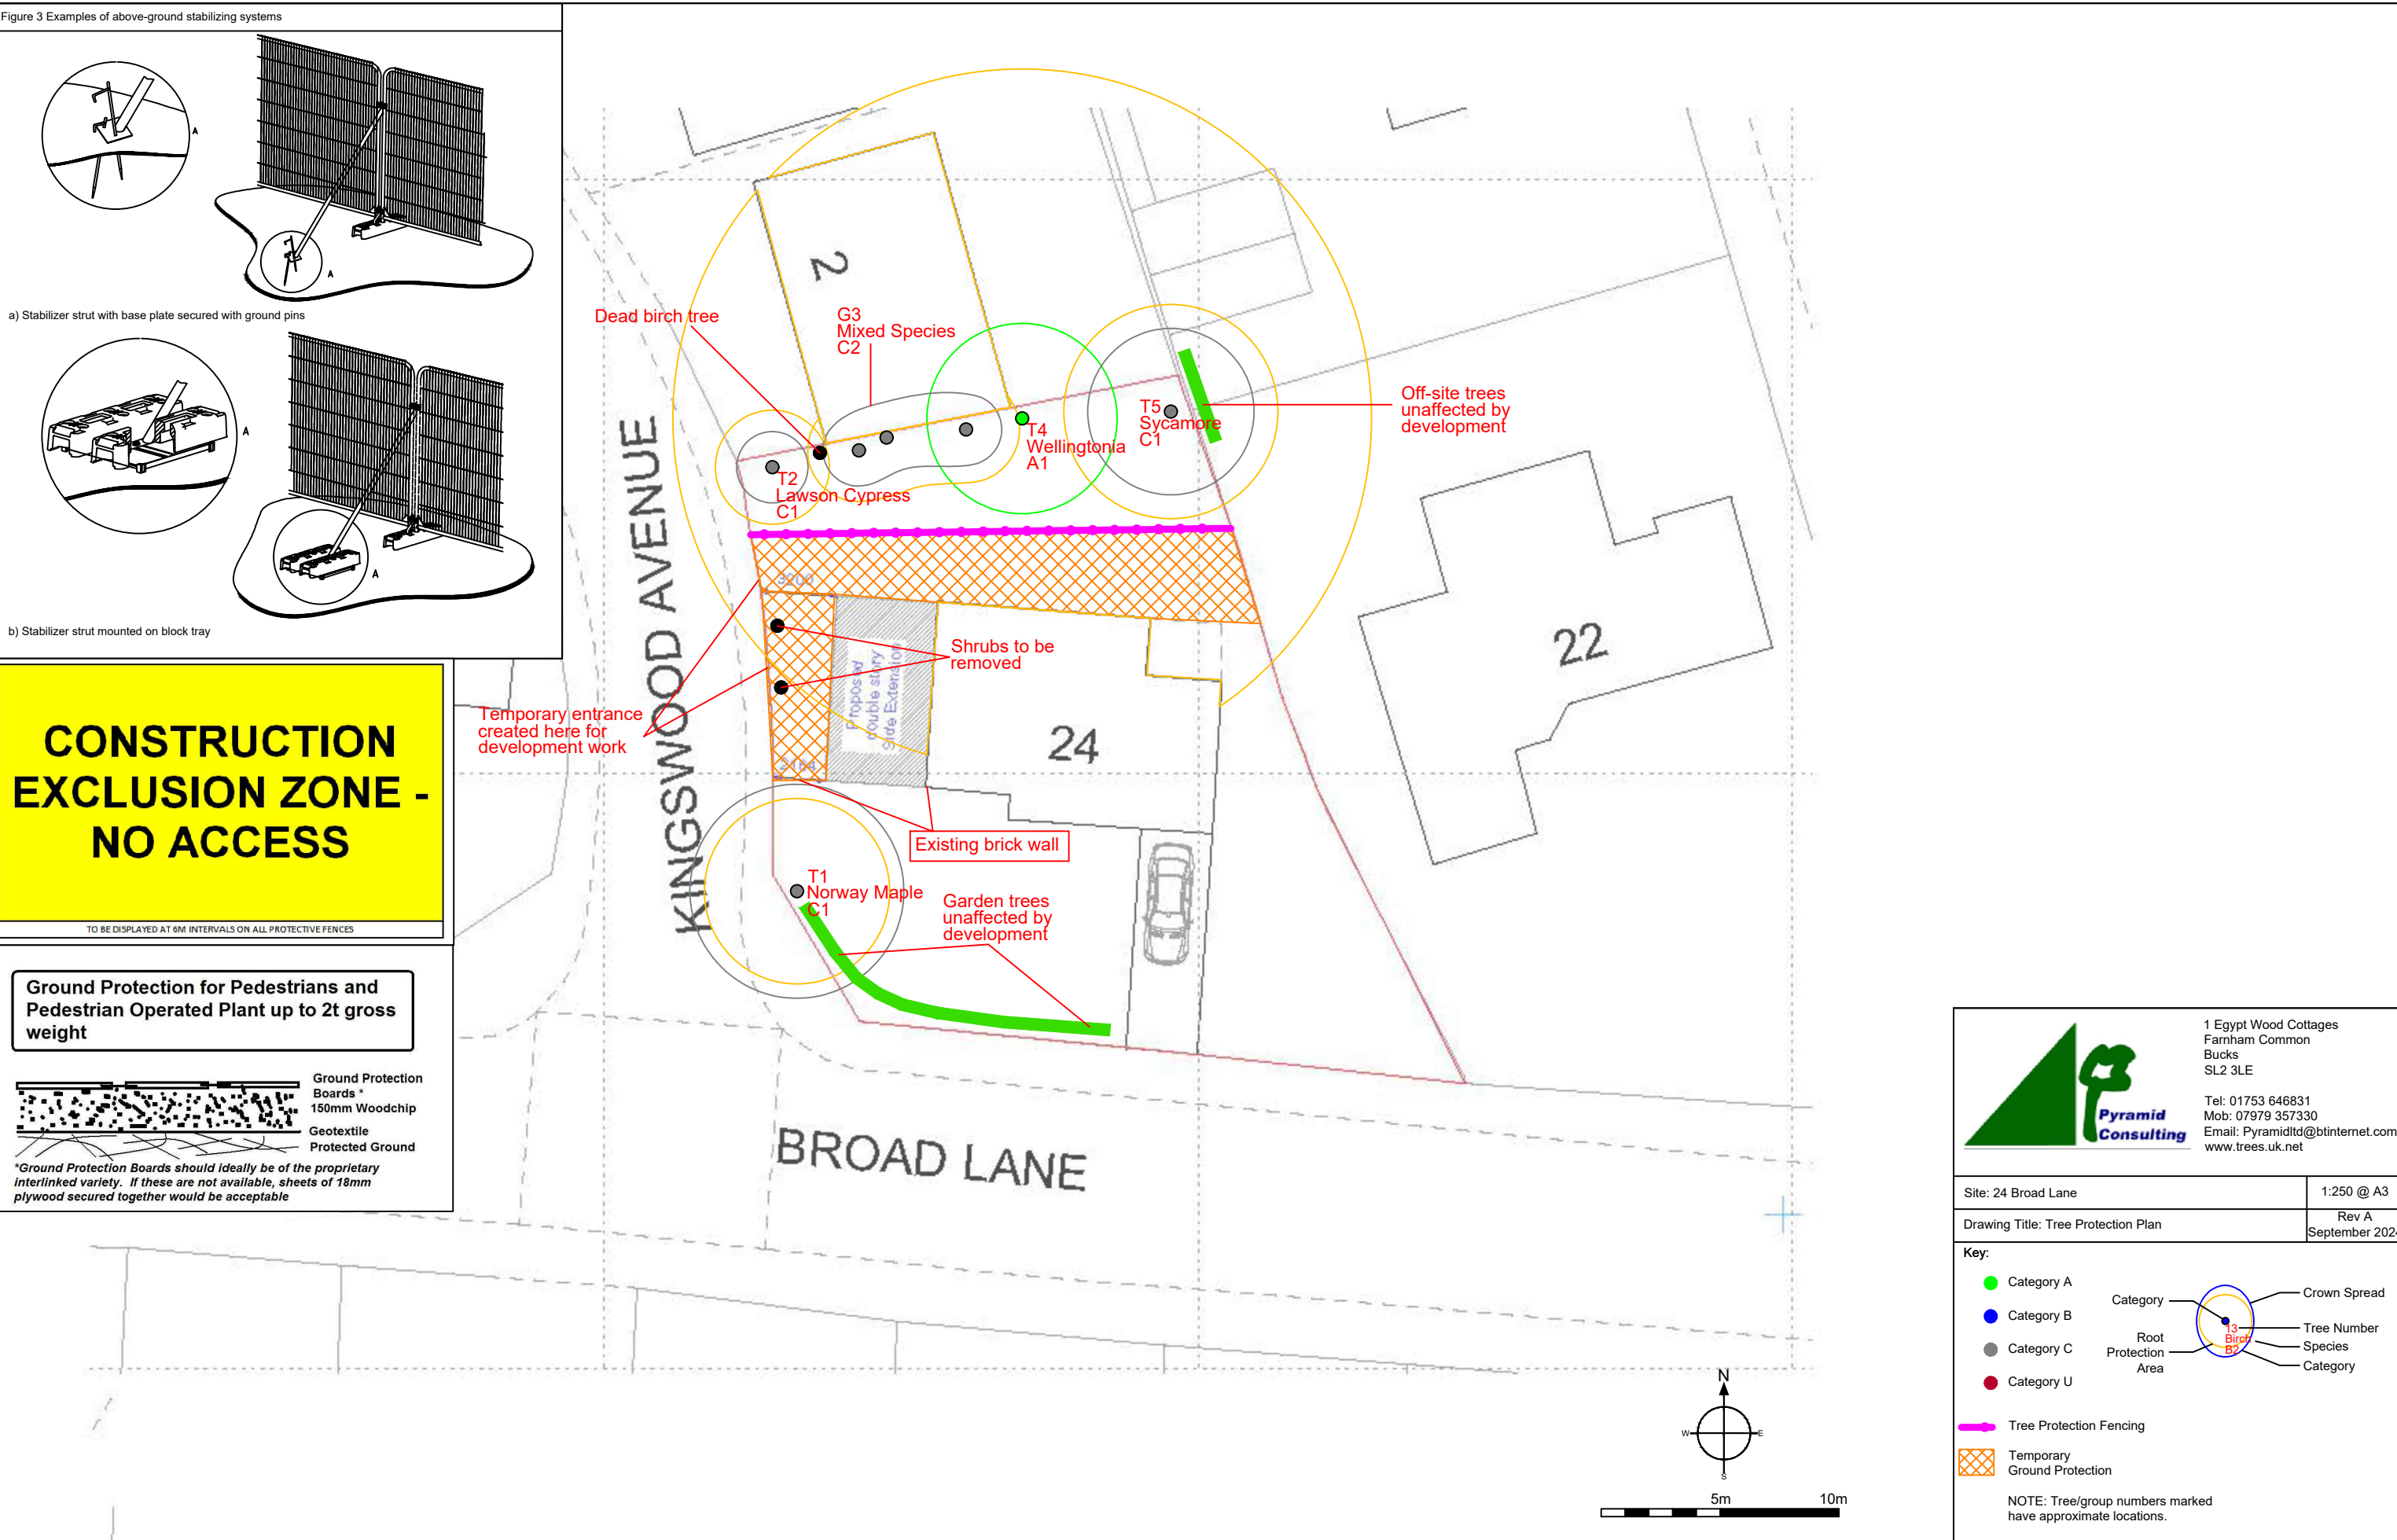 Figure 3 Examples of above-ground stabilizing systems
A
A
a) Stabilizer strut with base plate secured with ground pins
A
A
b) Stabilizer strut mounted on block tray
CONSTRUCTION
EXCLUSION ZONE -
NO ACCESS
TO BE DISPLAYED AT 6M INTERVALS ON ALL PROTECTIVE FENCES
Ground Protection for Pedestrians and
Pedestrian Operated Plant up to 2t gross
weight
Ground Protection
Boards *
150mm Woodchip
Geotextile
Protected Ground
*Ground Protection Boards should ideally be of the proprietary
interlinked variety. If these are not available, sheets of 18mm
plywood secured together would be acceptable
2
Dead birch tree
G3
Mixed Species
C2
T2
Lawson Cypress
C1
T4
Wellingtonia
A1
T5
Sycamore
C1
Off-site trees
unaffected by
development
KINGSWOOD AVENUE
3200
Shrubs to be
removed
Proposed
double story
Side Extension
Temporary entrance
created here for
development work
24
22
Existing brick wall
T1
Norway Maple
C1
Garden trees
unaffected by
development
BROAD LANE
N
W
E
S
5m
10m
Pyramid
Consulting
1 Egypt Wood Cottages
Farnham Common
Bucks
SL2 3LE
Tel: 01753 646831
Mob: 07979 357330
Email: Pyramidltd@btinternet.com
www.trees.uk.net
Site: 24 Broad Lane
1:250 @ A3
Drawing Title: Tree Protection Plan
Rev A
September
Key:
Category A
Category B
Category C
Category U
Category
Root
Protection
Area
13
Birch
B2
Crown Spread
Tree Number
Species
Category
Tree Protection Fencing
Temporary
Ground Protection
NOTE: Tree/group numbers marked
have approximate locations.